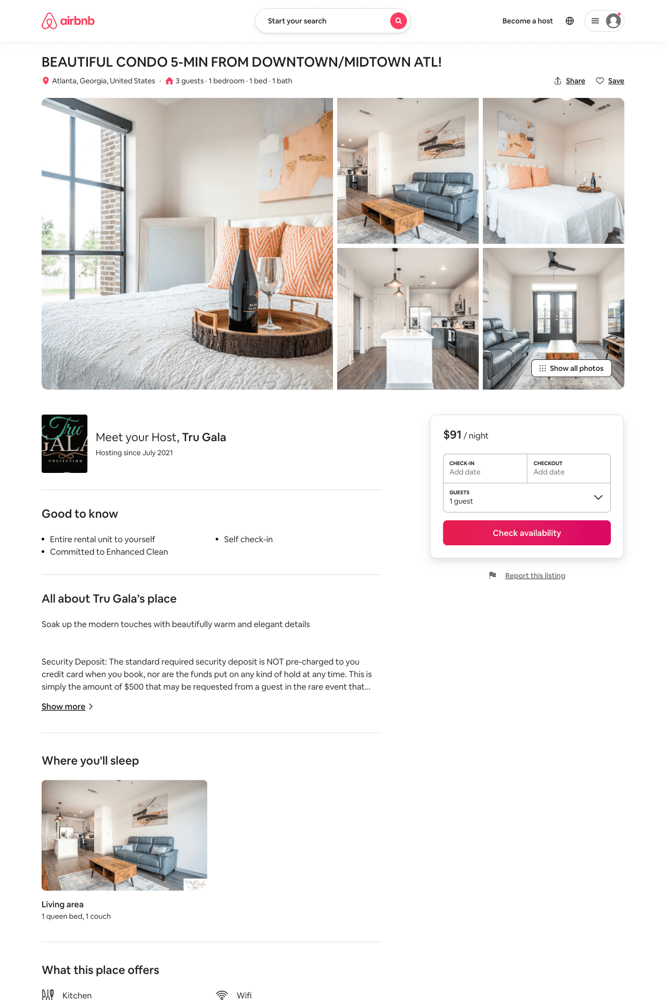 airbnb
Start your search
Become a host
BEAUTIFUL CONDO 5-MIN FROM DOWNTOWN/MIDTOWN ATL!
Atlanta, Georgia, United States · 3 guests · 1 bedroom · 1 bed · 1 bath
Share
Save
Show all photos
Tru
GALA
COLLECTION
Meet your Host, Tru Gala
Hosting since July 2021
$91 / night
CHECK-IN
Add date
CHECKOUT
Add date
GUESTS
1 guest
Check availability
Report this listing
Good to know
• Entire rental unit to yourself
• Self check-in
• Committed to Enhanced Clean
All about Tru Gala’s place
Soak up the modern touches with beautifully warm and elegant details
Security Deposit: The standard required security deposit is NOT pre-charged to you
credit card when you book, nor are the funds put on any kind of hold at any time. This is
simply the amount of $500 that may be requested from a guest in the rare event that...
Show more
Where you'll sleep
Living area
1 queen bed, 1 couch
What this place offers
Kitchen
Wifi